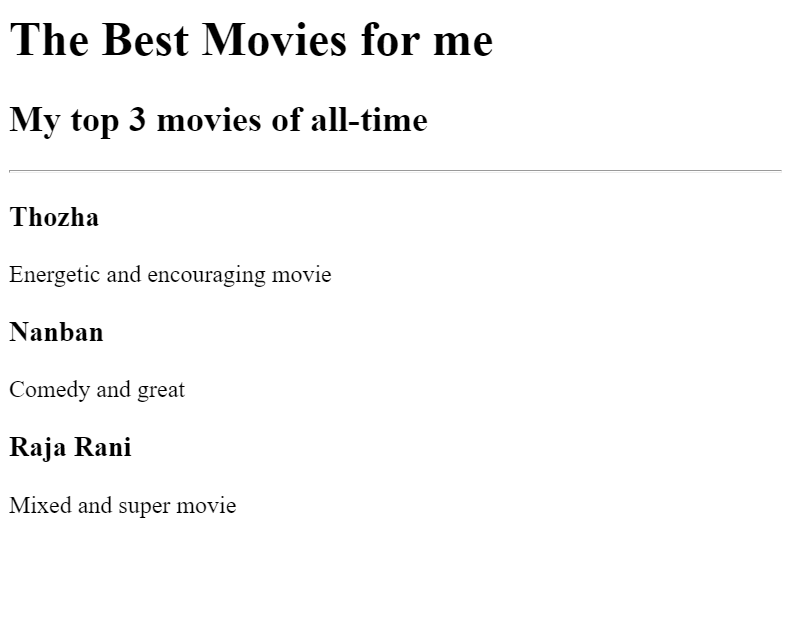 The Best Movies for me
My top 3 movies of all-time
Thozha
Energetic and encouraging movie
Nanban
Comedy and great
Raja Rani
Mixed and super movie